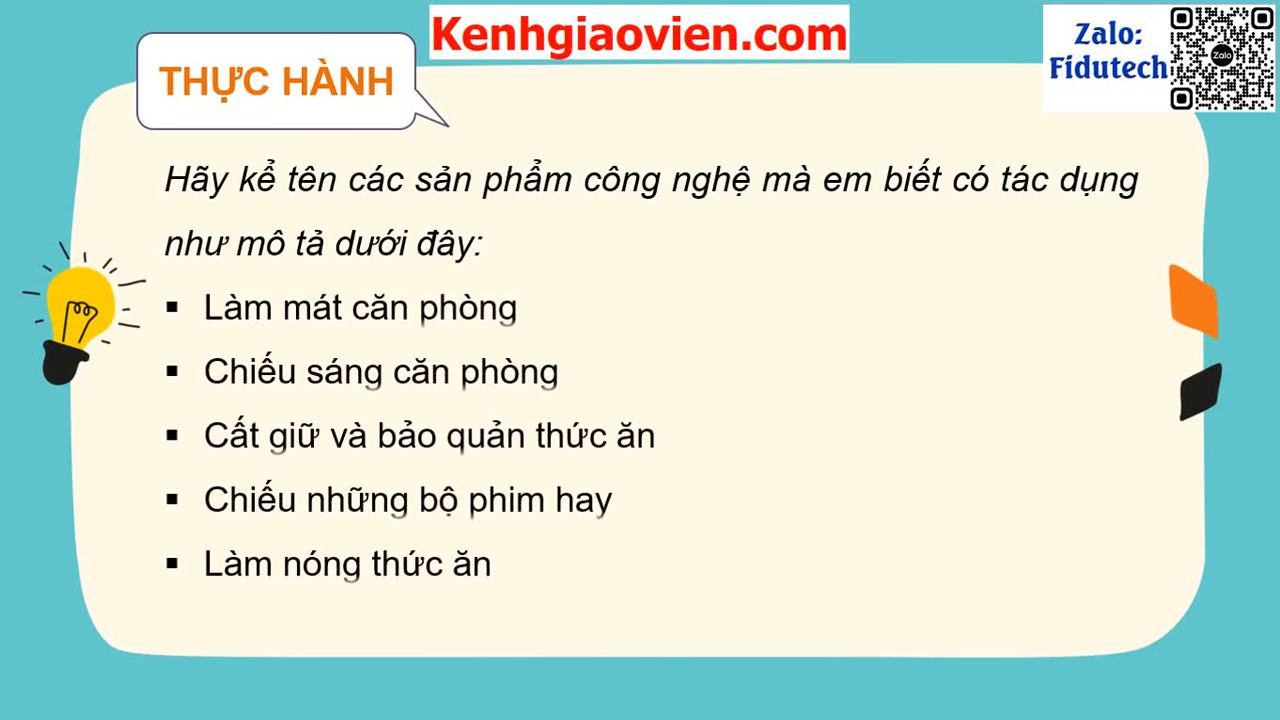 Kenhgiaovien.com
Zalo:
Fidutech
Zalo
THỰC HÀNH
Hãy kể tên các sản phẩm công nghệ mà em biết có tác dụng
như mô tả dưới đây:
▪ Làm mát căn phòng
▪ Chiếu sáng căn phòng
▪ Cất giữ và bảo quản thức ăn
▪ Chiếu những bộ phim hay
▪ Làm nóng thức ăn